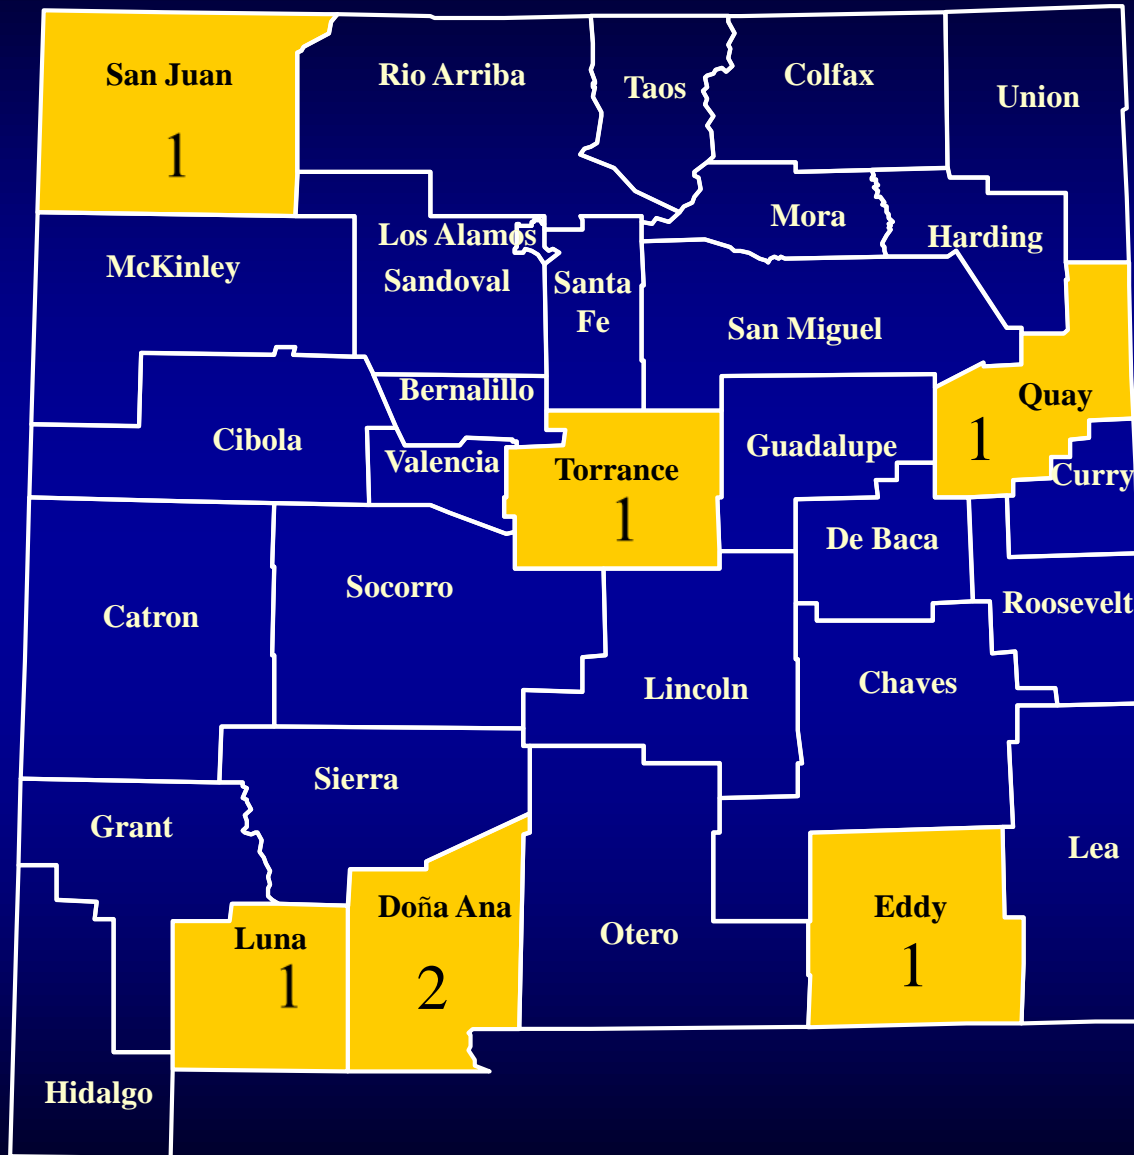 San Juan
1
Rio Arriba
Taos
Colfax
Union
McKinley
Los Alamos
Sandoval
Santa
Fe
Mora
Harding
San Miguel
Quay
1
Bernalillo
Cibola
Valencia
Torrance
1
Guadalupe
Curry
De Baca
Catron
Socorro
Roosevelt
Lincoln
Chaves
Sierra
Grant
Lea
Luna
1
Doña Ana
2
Otero
Eddy
1
Hidalgo